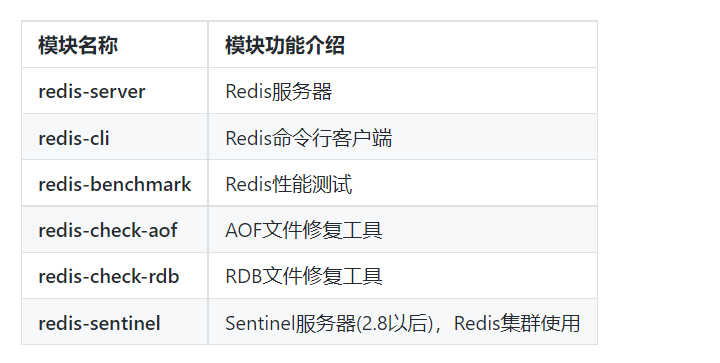 模块名称 模块功能介绍
redis-server Redis服务器
redis-cli Redis命令行客户端
redis-benchmark Redis性能测试
redis-check-aof AOF文件修复工具
redis-check-rdb RDB文件修复工具
redis-sentinel Sentinel服务器(2.8以后)，Redis集群使用